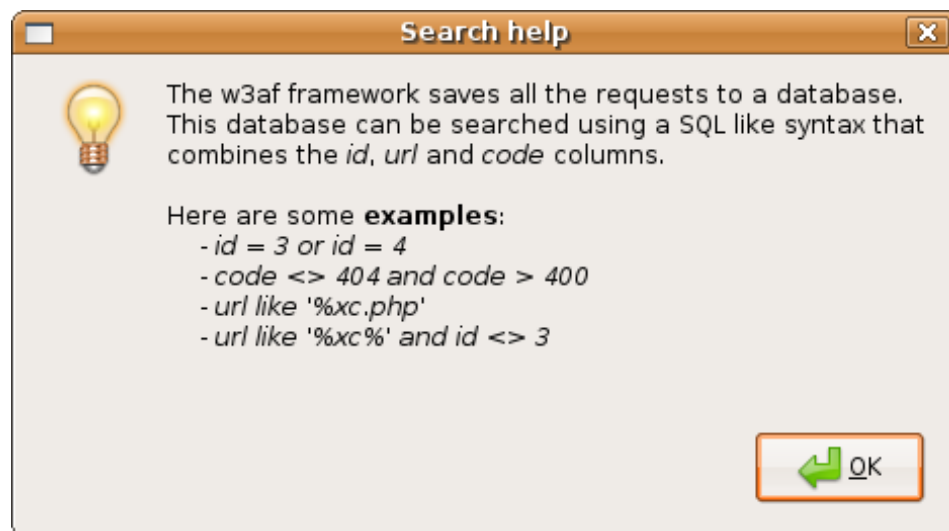 Search help
The w3af framework saves all the requests to a database.
This database can be searched using a SQL like syntax that
combines the id, url and code columns.
Here are some examples:
- id = 3 or id = 4
- code <> 404 and code > 400
- url like '%xc.php'
- url like '%xc%' and id <> 3
OK